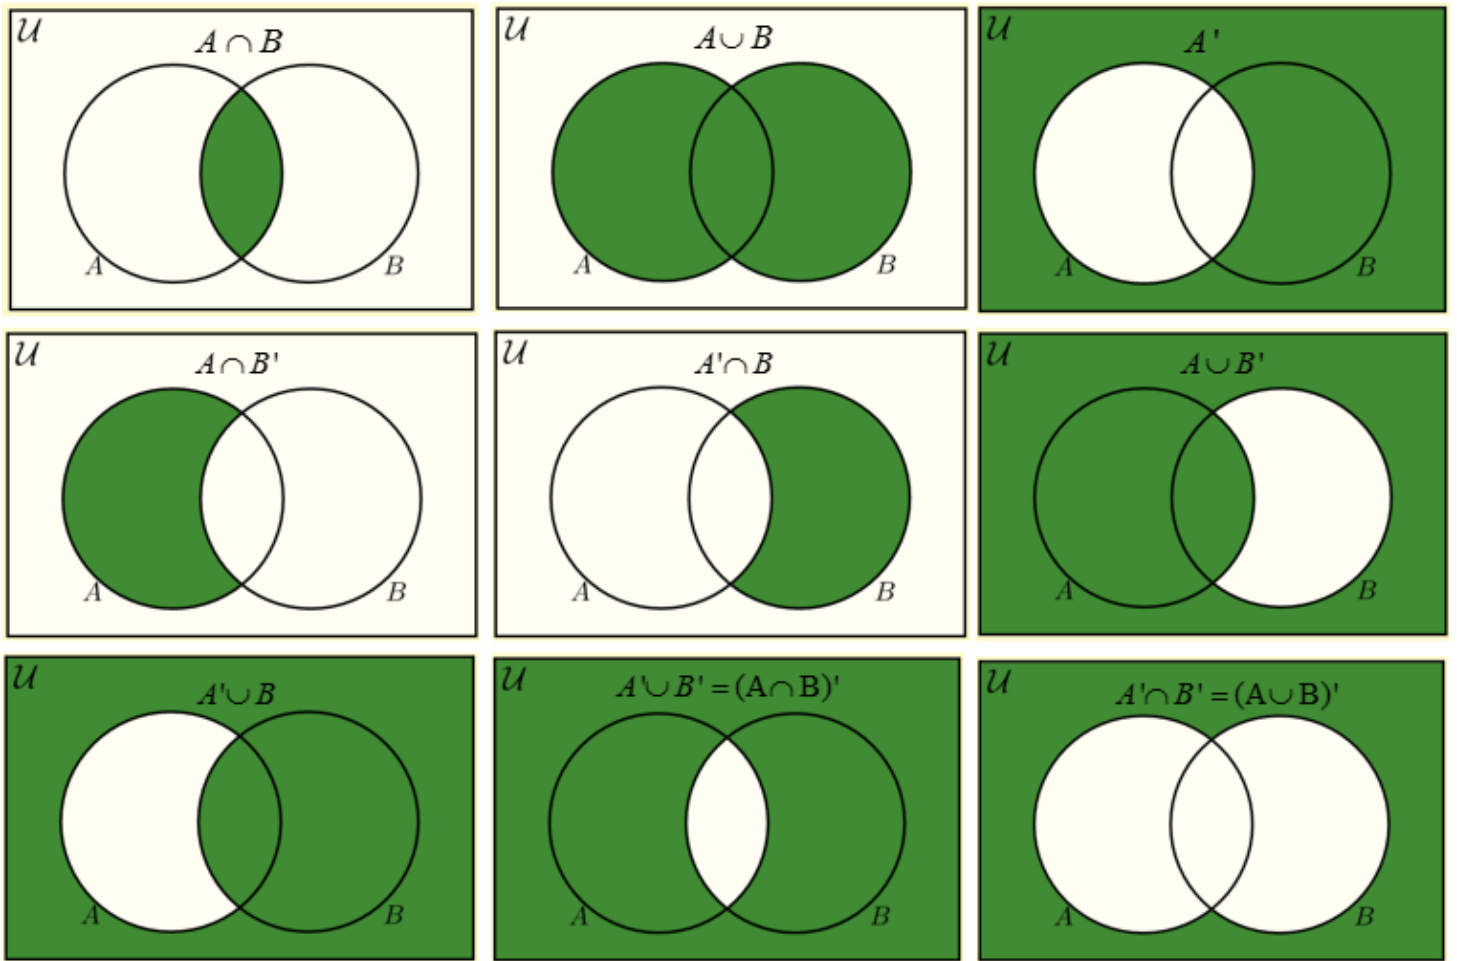 𝒰
A ∩ B
A
B
𝒰
A ∪ B
A
B
𝒰
A'
A
B
𝒰
A ∩ B'
A
B
𝒰
A' ∩ B
A
B
𝒰
A ∪ B'
A
B
𝒰
A' ∪ B
A
B
𝒰
A' ∪ B' = (A ∩ B)'
A
B
𝒰
A' ∩ B' = (A ∪ B)'
A
B